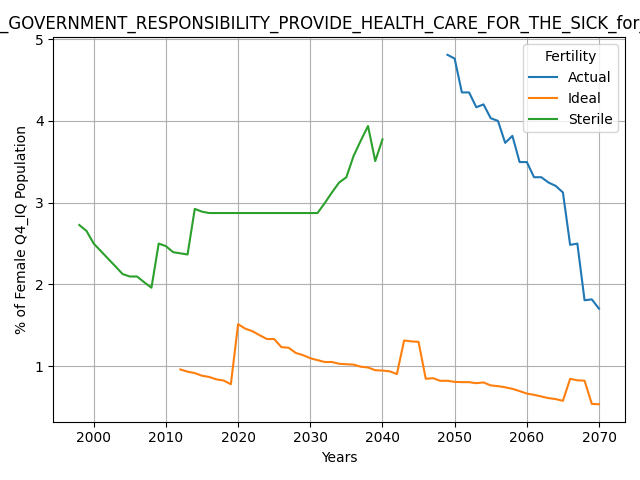 _GOVERNMENT_RESPONSIBILITY_PROVIDE_HEALTH_CARE_FOR_THE_SICK_for_
5
4
3
2
1
% of Female Q4_IQ Population
Fertility
Actual
Ideal
Sterile
2000 2010 2020 2030 2040 2050 2060 2070
Years